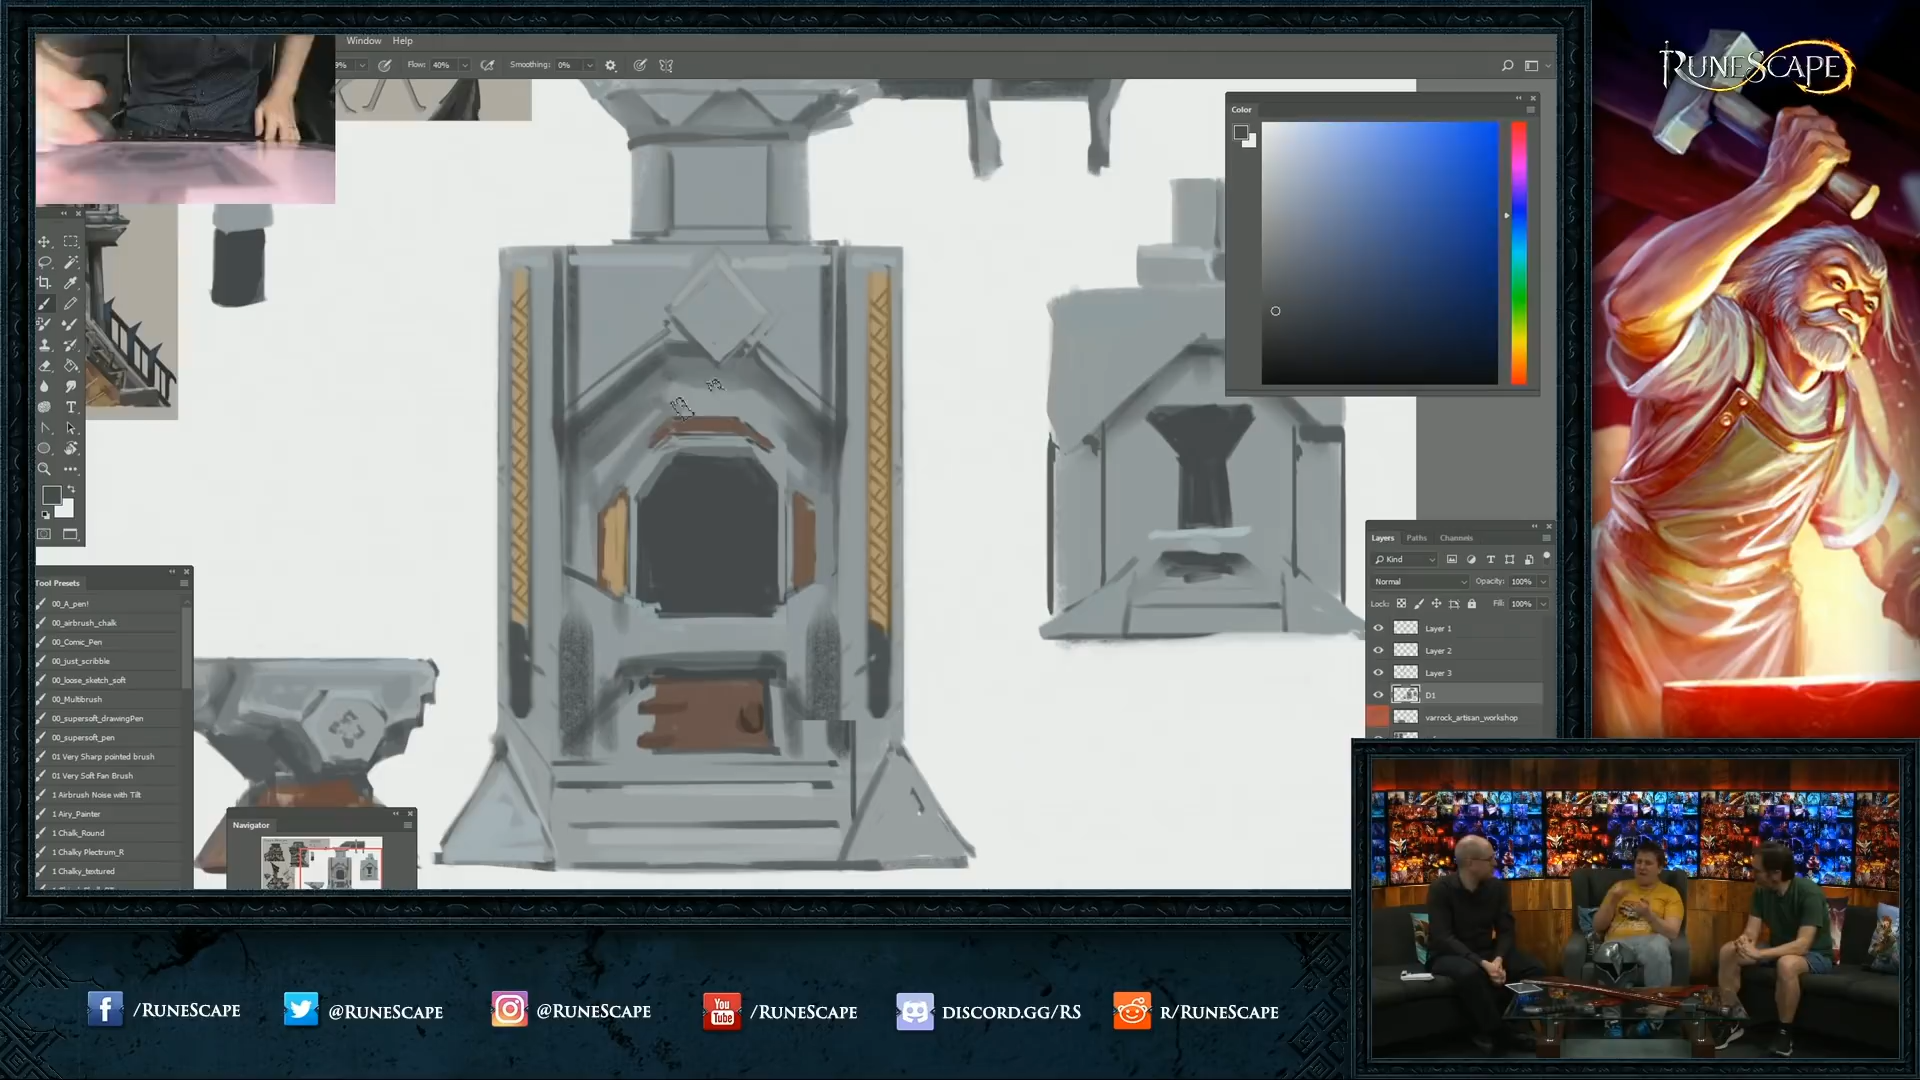 Window Help
9% Flow: 40% Smoothing: 0%
RUNESCAPE
Color
Tool Presets
00_A_pen!
00_airbrush_chalk
00_Comic_Pen
00_just_scribble
00_loose_sketch_soft
00_Multibrush
00_supersoft_drawingPen
00_supersoft_pen
01 Very Sharp pointed brush
01 Very Soft Fan Brush
1 Airbrush Noise with Tilt
1 Airy_Painter
1 Chalk_Round
1 Chalky Plectrum_R
1 Chalky_textured
Navigator
Layers Paths Channels
Kind
Normal Opacity: 100%
Lock: Fill: 100%
Layer 1
Layer 2
Layer 3
D1
varrock_artisan_workshop
/RUNESCAPE
@RUNESCAPE
@RUNESCAPE
You Tube /RUNESCAPE
DISCORD.GG/RS
R/RUNESCAPE